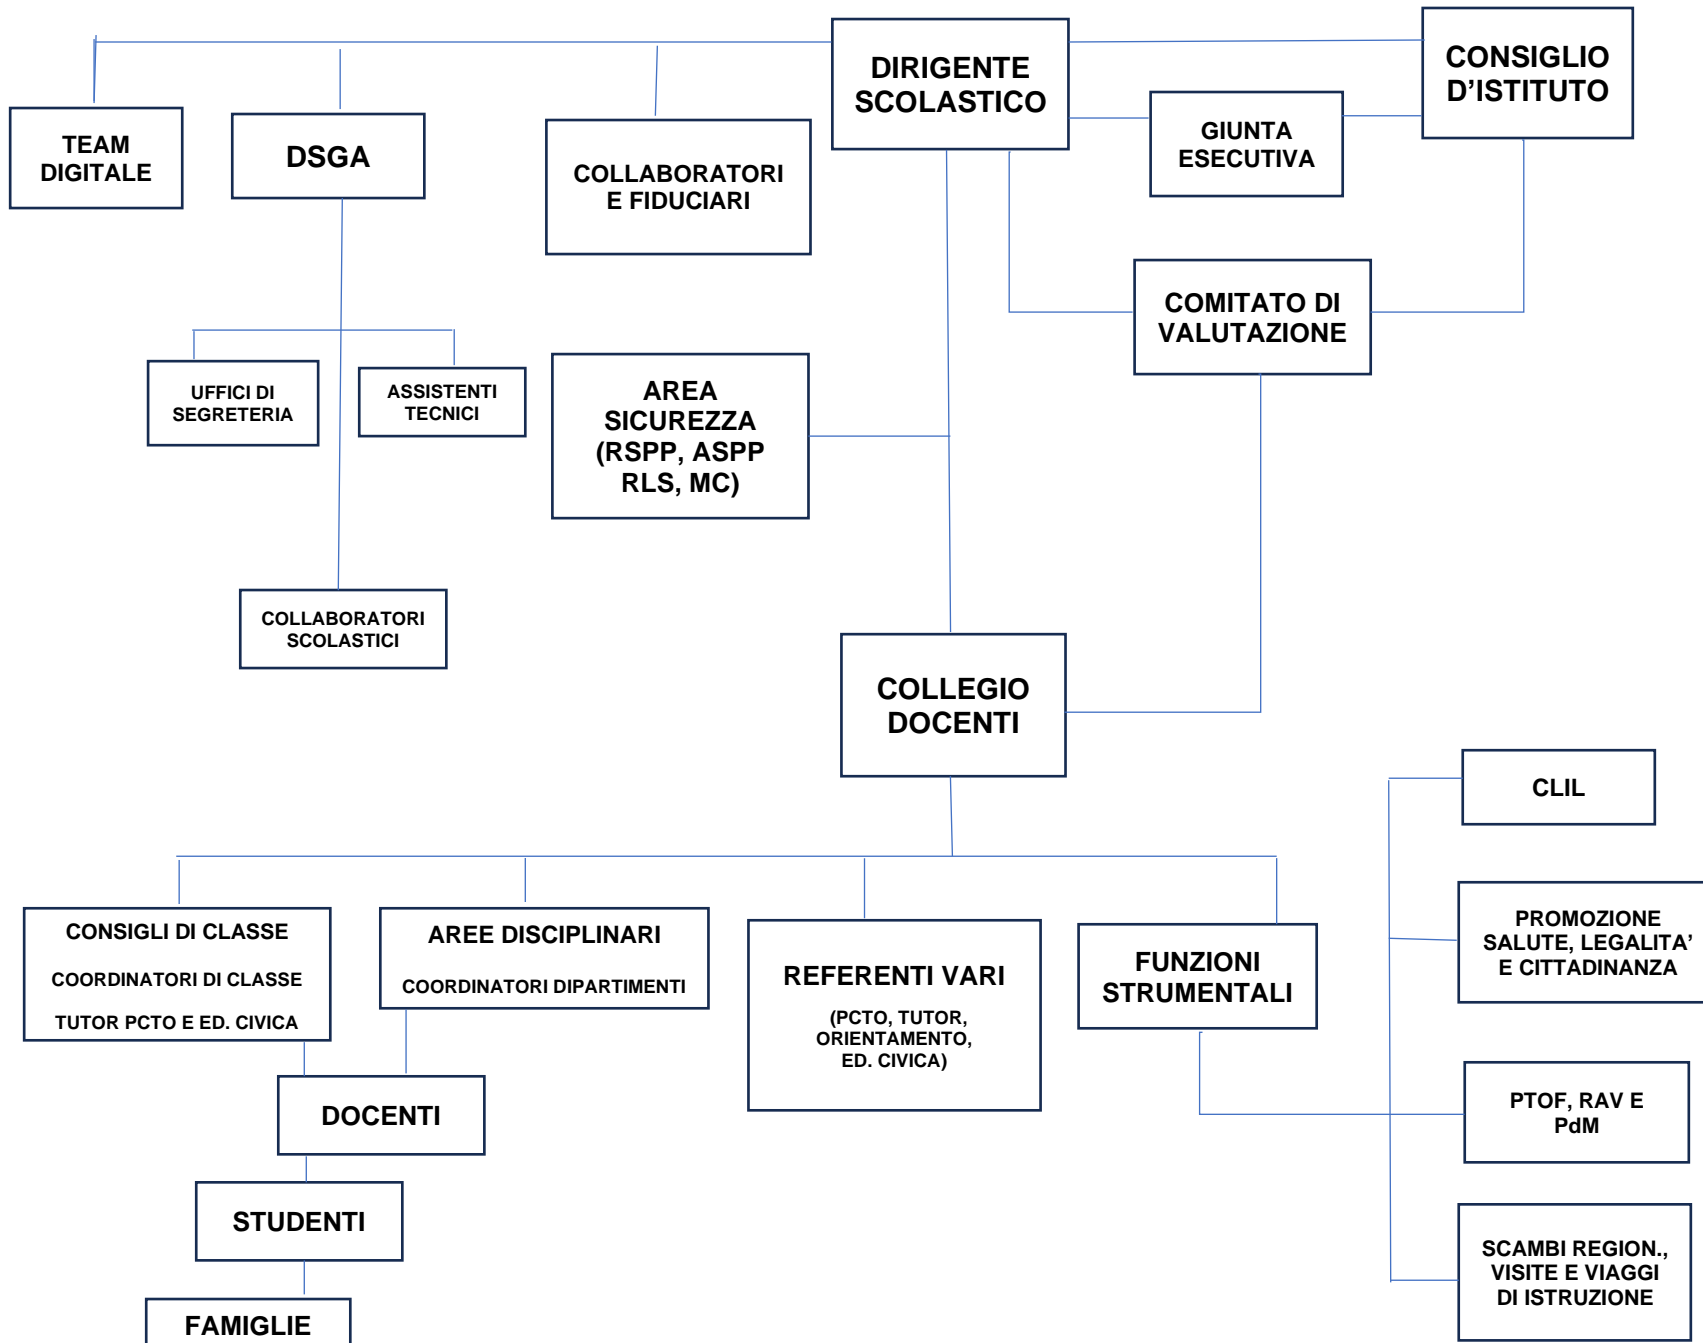 DIRIGENTE
SCOLASTICO
CONSIGLIO
D’ISTITUTO
TEAM
DIGITALE
DSGA
COLLABORATORI
E FIDUCIARI
GIUNTA
ESECUTIVA
COMITATO DI
VALUTAZIONE
UFFICI DI
SEGRETERIA
ASSISTENTI
TECNICI
AREA
SICUREZZA
(RSPP, ASPP
RLS, MC)
COLLABORATORI
SCOLASTICI
COLLEGIO
DOCENTI
CLIL
CONSIGLI DI CLASSE
COORDINATORI DI CLASSE
TUTOR PCTO E ED. CIVICA
AREE DISCIPLINARI
COORDINATORI DIPARTIMENTI
REFERENTI VARI
(PCTO, TUTOR,
ORIENTAMENTO,
ED. CIVICA)
FUNZIONI
STRUMENTALI
PROMOZIONE
SALUTE, LEGALITA’
E CITTADINANZA
DOCENTI
PTOF, RAV E
PdM
STUDENTI
SCAMBI REGION.,
VISITE E VIAGGI
DI ISTRUZIONE
FAMIGLIE